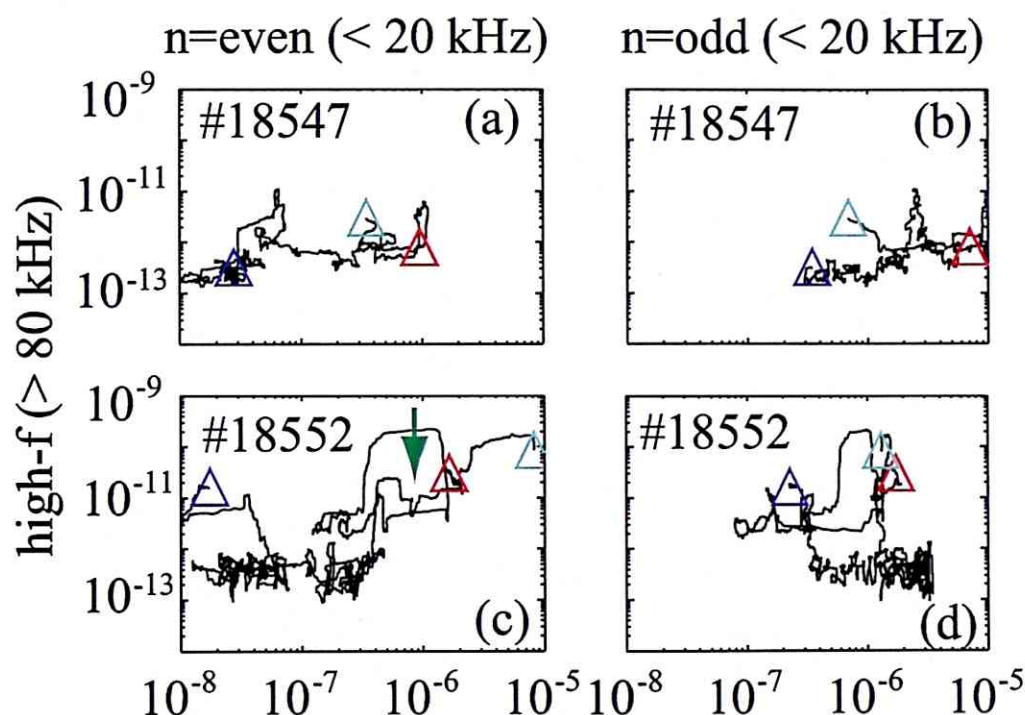 n=even (< 20 kHz) n=odd (< 20 kHz)
high-f (> 80 kHz)
10⁻⁹
#18547 (a)
#18547 (b)
10⁻¹¹
10⁻¹³
10⁻⁹
#18552
#18552
10⁻¹¹
10⁻¹³
(c)
(d)
10⁻⁸ 10⁻⁷ 10⁻⁶ 10⁻⁵ 10⁻⁸ 10⁻⁷ 10⁻⁶ 10⁻⁵